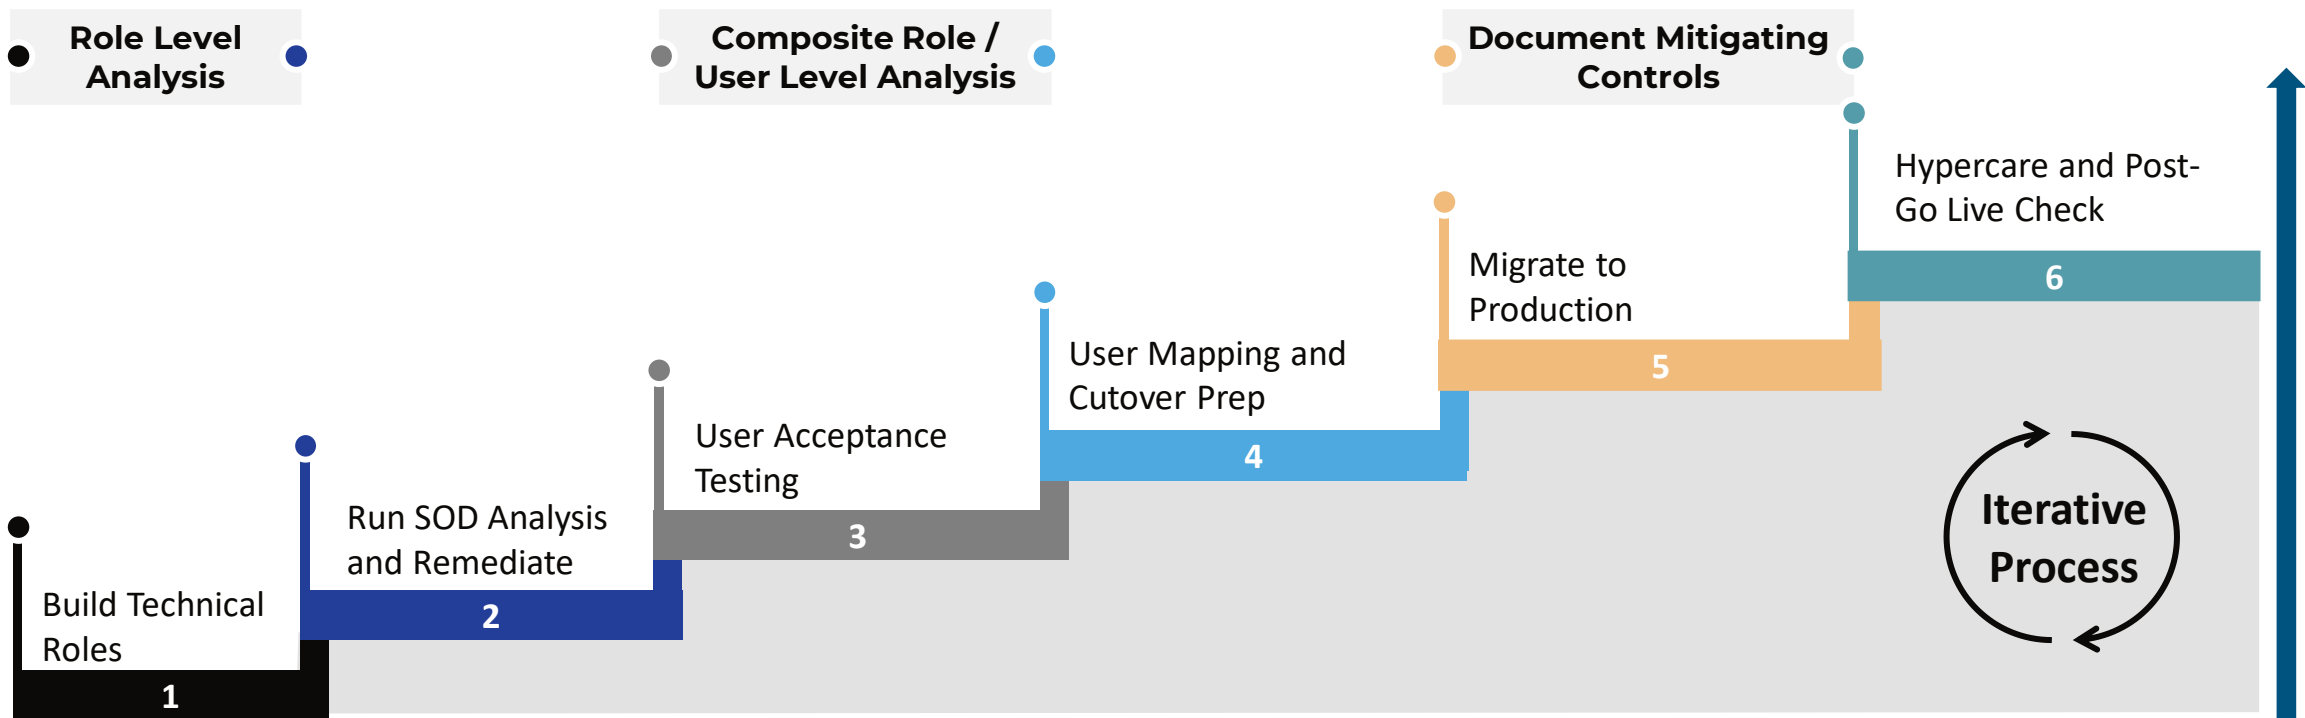 Role Level
Analysis
Composite Role /
User Level Analysis
Document Mitigating
Controls
Build Technical
Roles
1
Run SOD Analysis
and Remediate
2
User Acceptance
Testing
3
User Mapping and
Cutover Prep
4
Migrate to
Production
5
Hypercare and Post-
Go Live Check
6
Iterative
Process